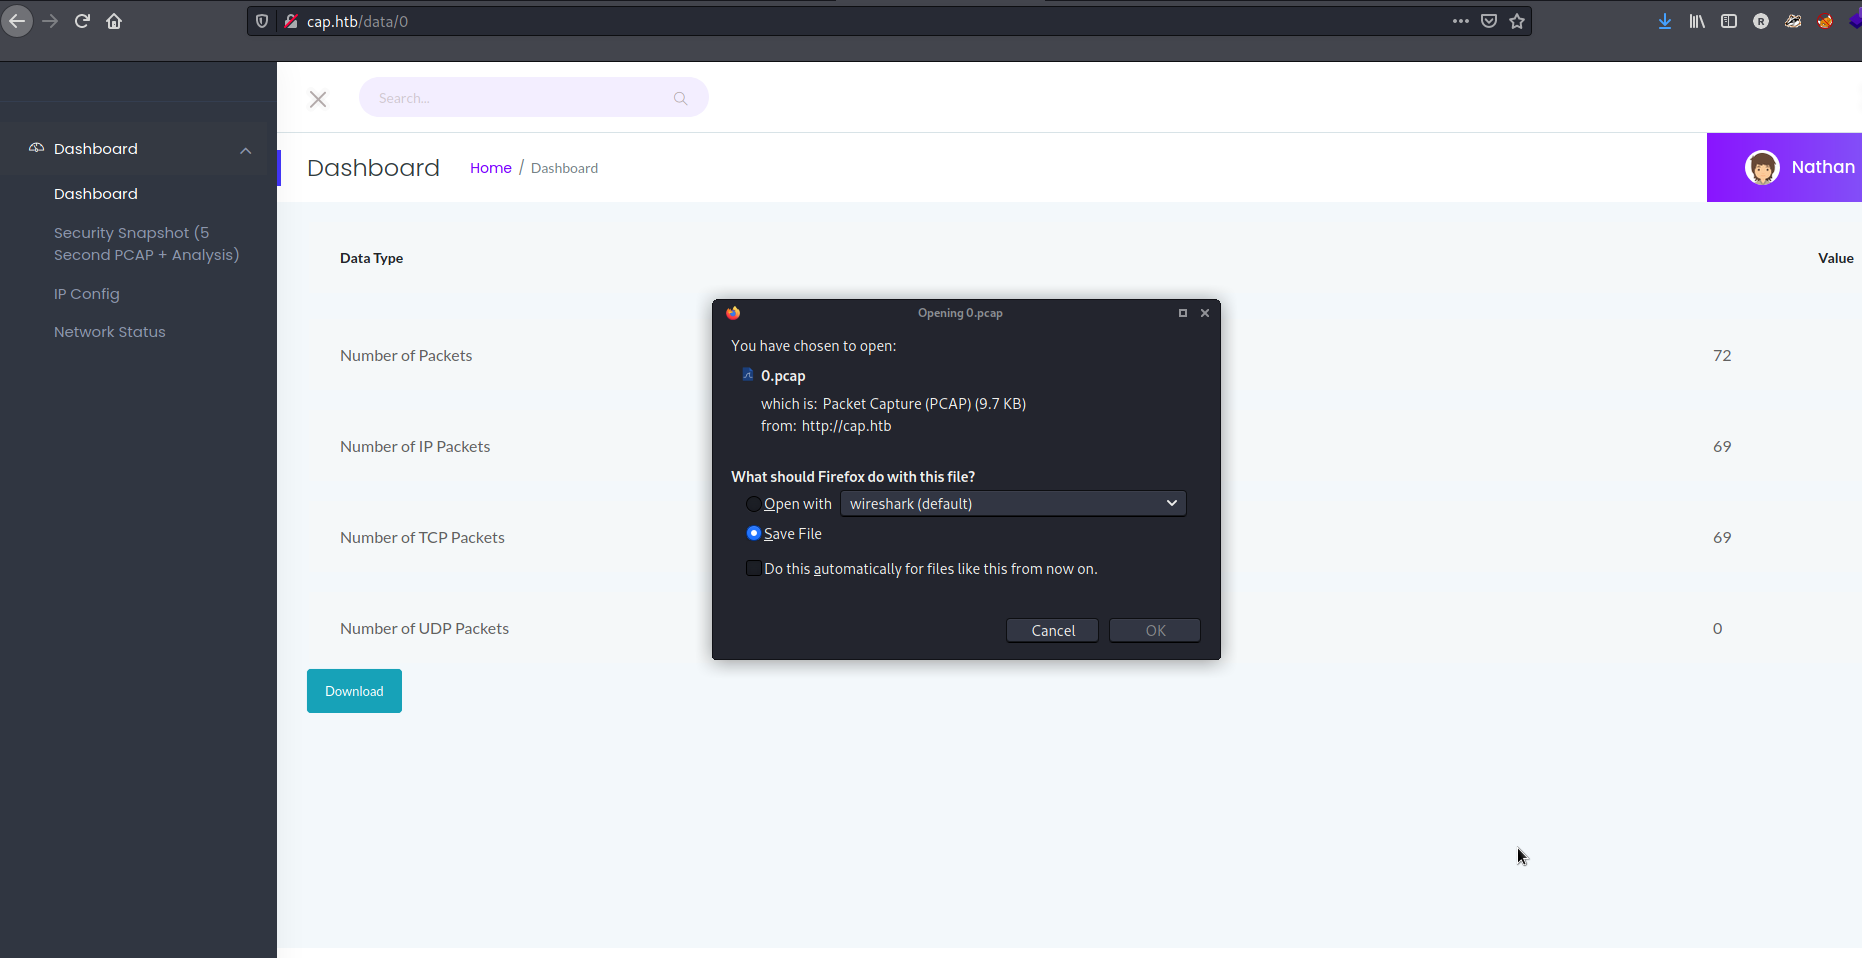 cap.htb/data/0
R
Search...
Dashboard
Dashboard
Security Snapshot (5
Second PCAP + Analysis)
IP Config
Network Status
Dashboard
Home / Dashboard
Nathan
Data Type
Value
Number of Packets
72
Number of IP Packets
69
Number of TCP Packets
69
Number of UDP Packets
0
Download
Opening 0.pcap
You have chosen to open:
0.pcap
which is: Packet Capture (PCAP) (9.7 KB)
from: http://cap.htb
What should Firefox do with this file?
Open with
wireshark (default)
Save File
Do this automatically for files like this from now on.
Cancel
OK